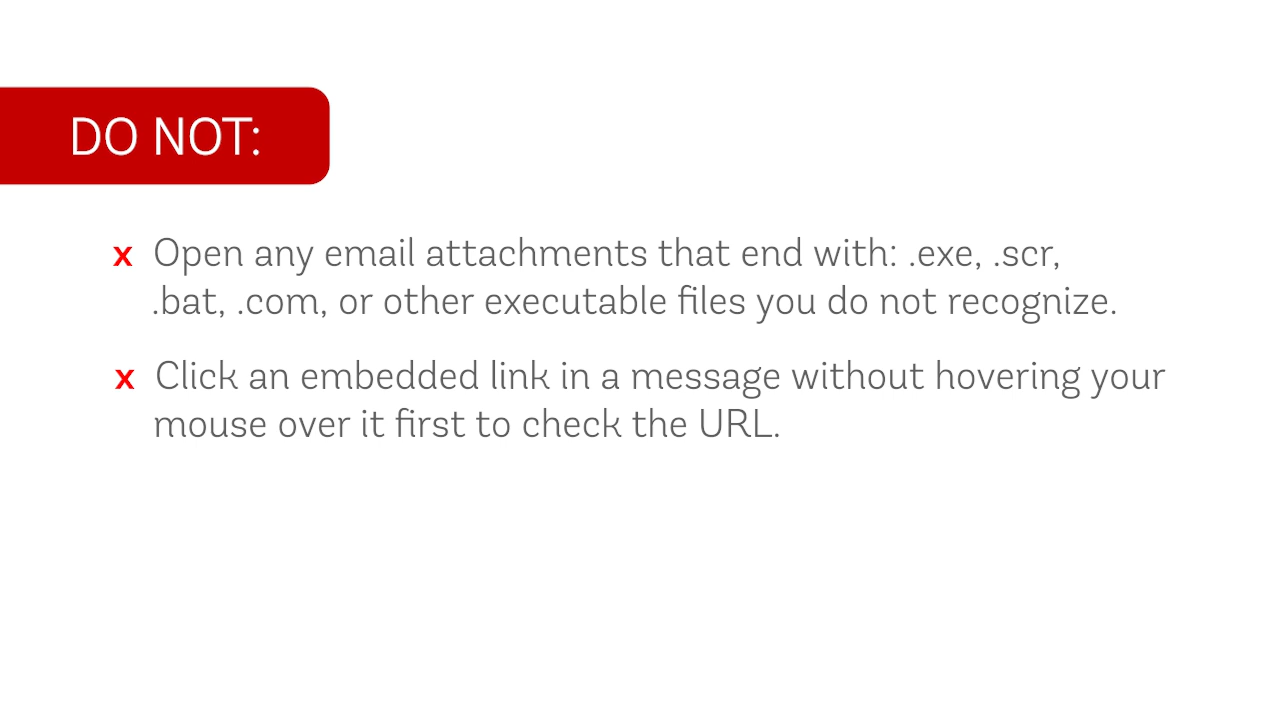 DO NOT:
x Open any email attachments that end with: .exe, .scr,
.bat, .com, or other executable files you do not recognize.
x Click an embedded link in a message without hovering your
mouse over it first to check the URL.